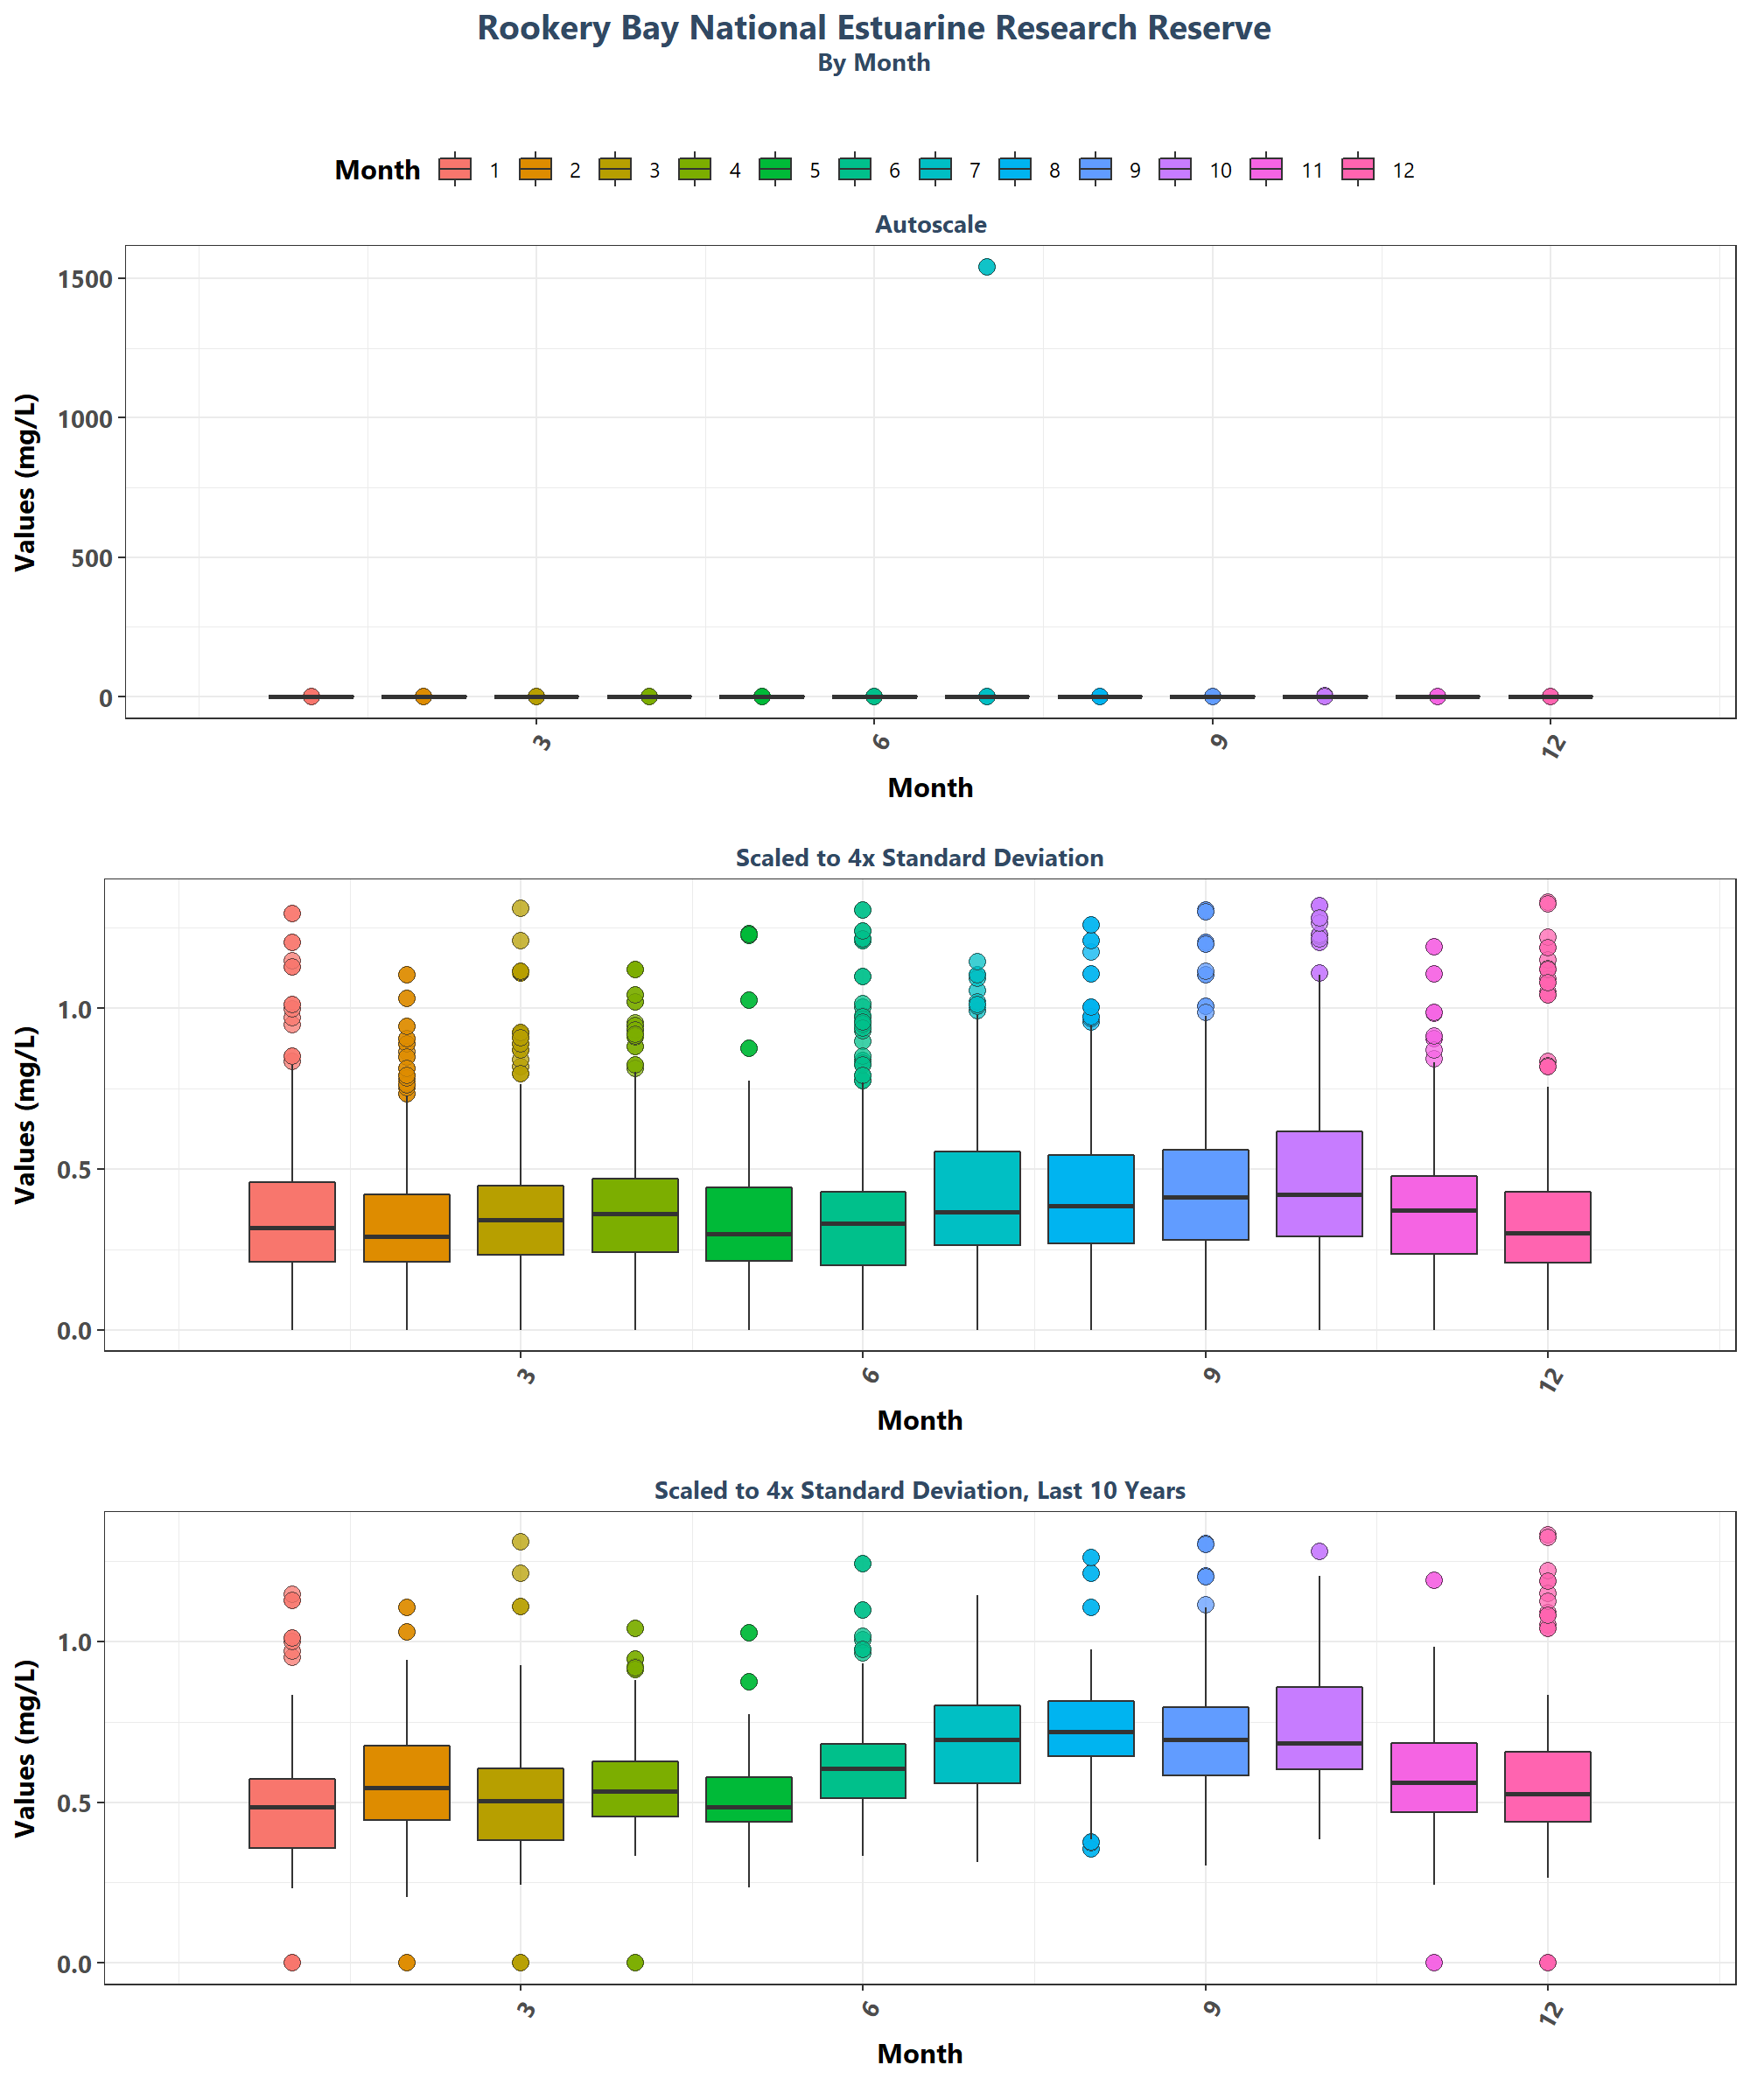 Rookery Bay National Estuarine Research Reserve
By Month
Month 1 2 3 4 5 6 7 8 9 10 11 12
Autoscale
Values (mg/L)
1500
1000
500
0
3 6 9 12
Month
Scaled to 4x Standard Deviation
Values (mg/L)
1.0
0.5
0.0
3 6 9 12
Month
Scaled to 4x Standard Deviation, Last 10 Years
Values (mg/L)
1.0
0.5
0.0
3 6 9 12
Month